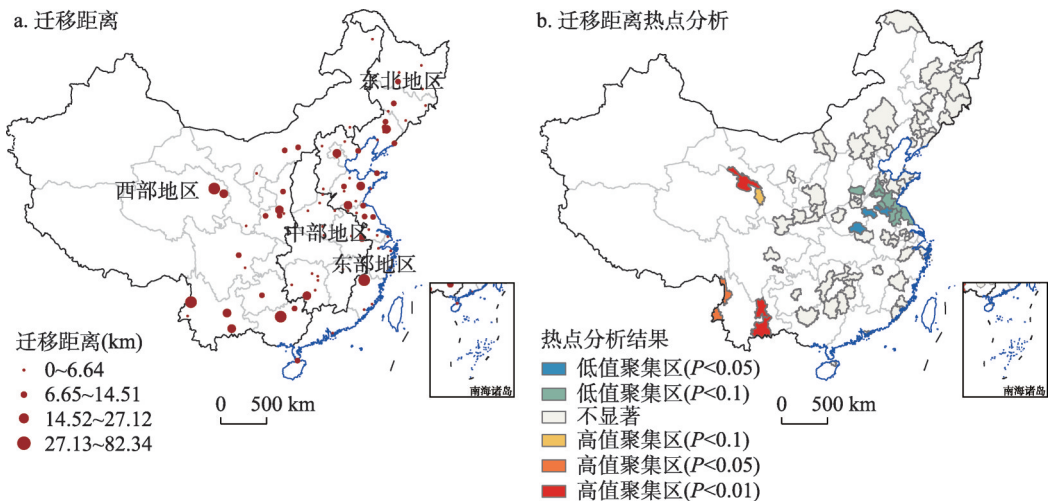 a. 迁移距离
东北地区
西部地区
中部地区
东部地区
迁移距离(km)
0~6.64
6.65~14.51
14.52~27.12
27.13~82.34
0 500 km
南海诸岛
b. 迁移距离热点分析
热点分析结果
低值聚集区(P<0.05)
低值聚集区(P<0.1)
不显著
高值聚集区(P<0.1)
高值聚集区(P<0.05)
高值聚集区(P<0.01)
0 500 km
南海诸岛